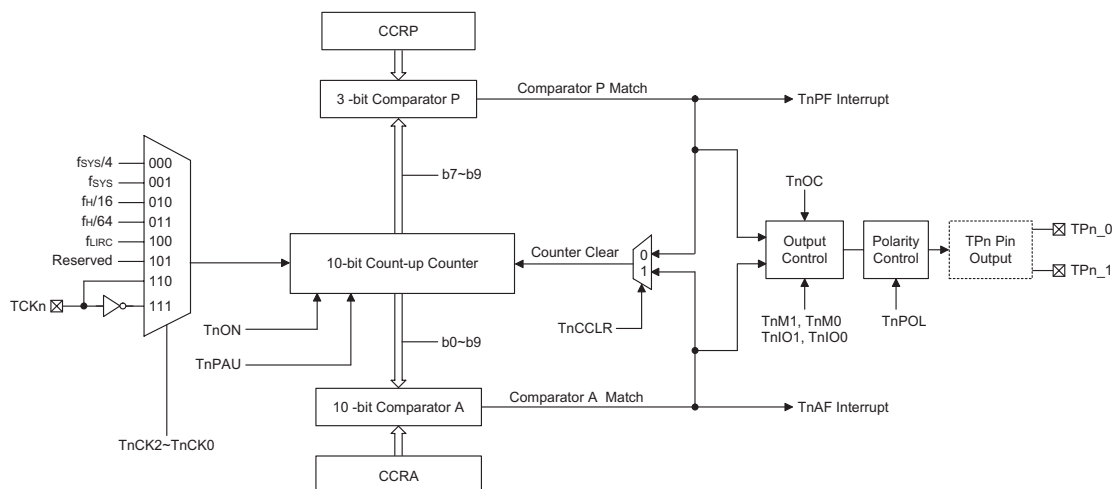 CCRP
3 -bit Comparator P
Comparator P Match
TnPF Interrupt
b7~b9
fSYS/4
000
fSYS
001
fH/16
010
fH/64
011
fLIRC
100
Reserved
101
110
TCKn
111
10-bit Count-up Counter
Counter Clear
0
1
TnOC
Output
Control
Polarity
Control
TPn Pin
Output
TPn_0
TPn_1
TnON
TnPAU
TnCCLR
TnM1, TnM0
TnIO1, TnIO0
TnPOL
b0~b9
10 -bit Comparator A
Comparator A Match
TnAF Interrupt
TnCK2~TnCK0
CCRA